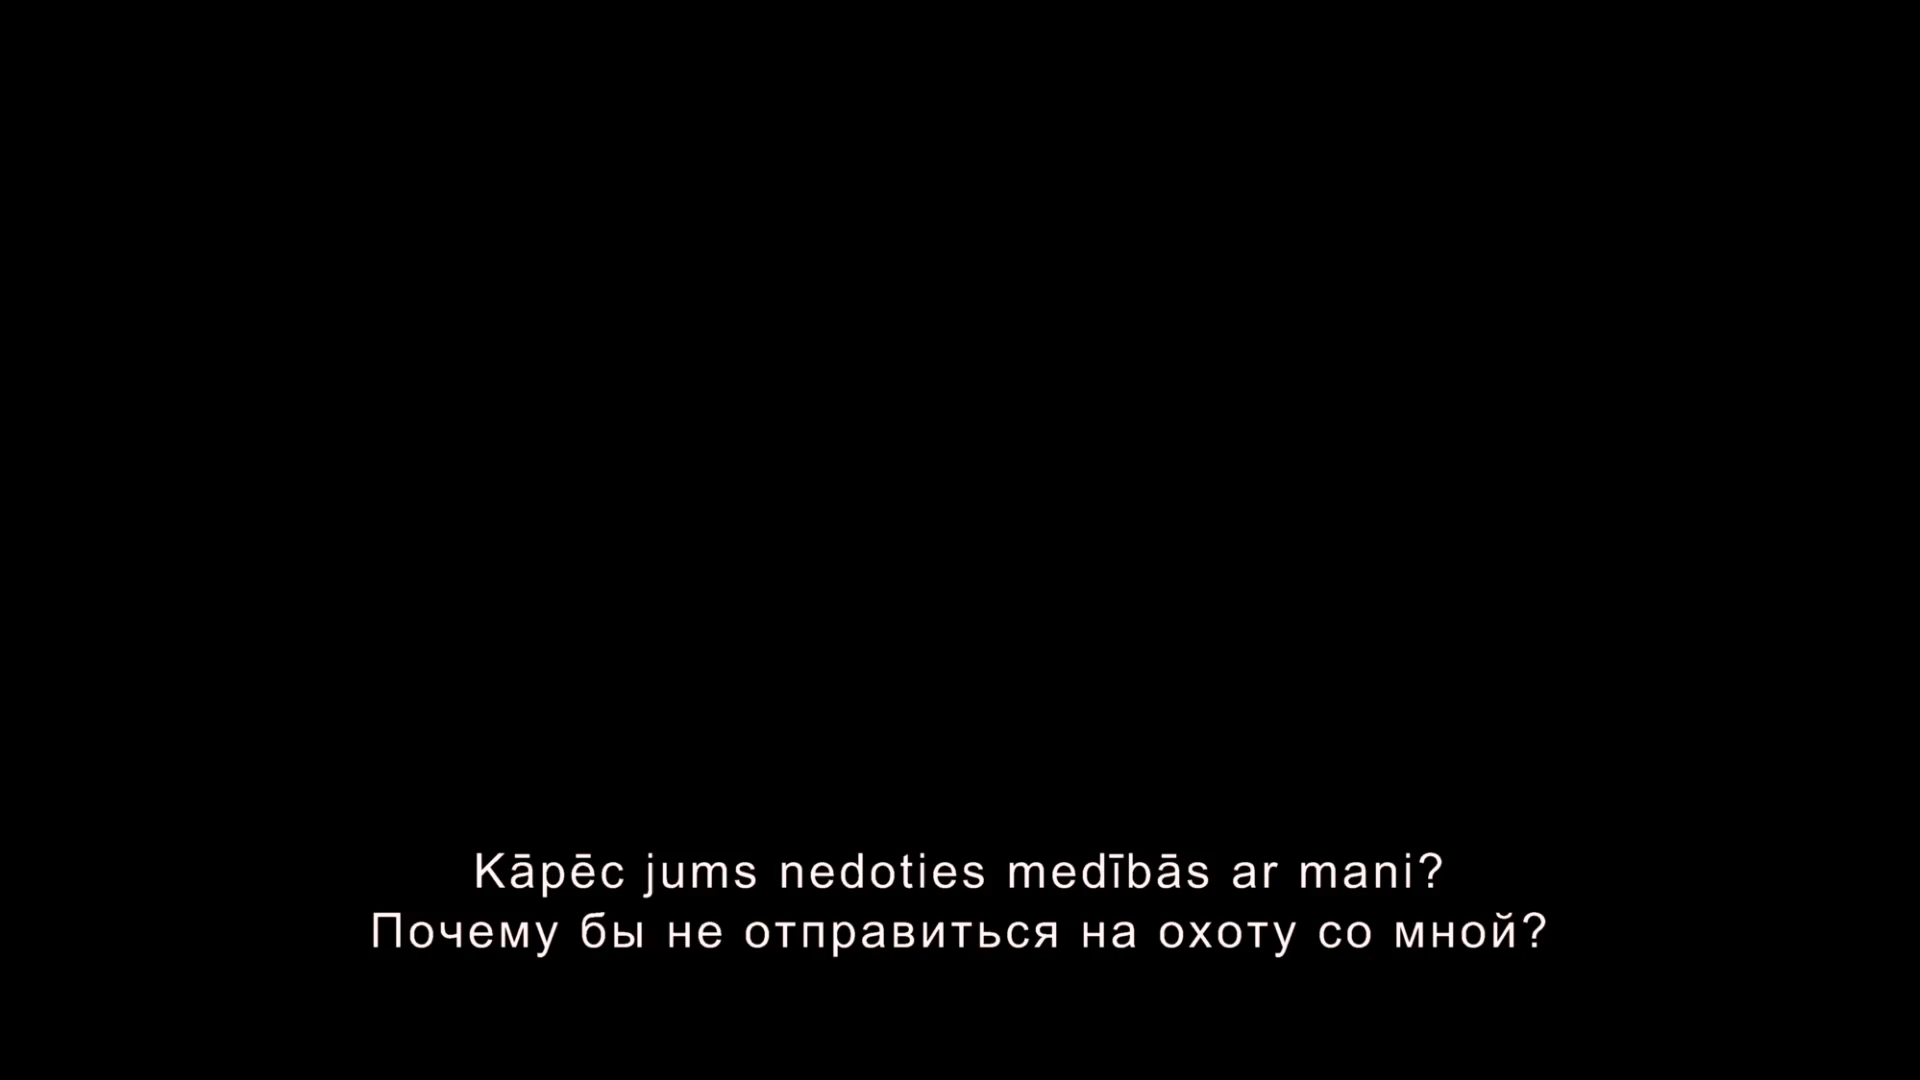 Kāpēc jums nedoties medībās ar mani?
Почему бы не отправиться на охоту со мной?